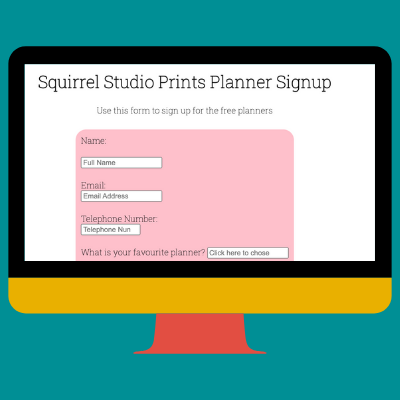 Squirrel Studio Prints Planner Signup
Use this form to sign up for the free planners
Name:
Full Name
Email:
Email Address
Telephone Number:
Telephone Nun
What is your favourite planner? Click here to chose